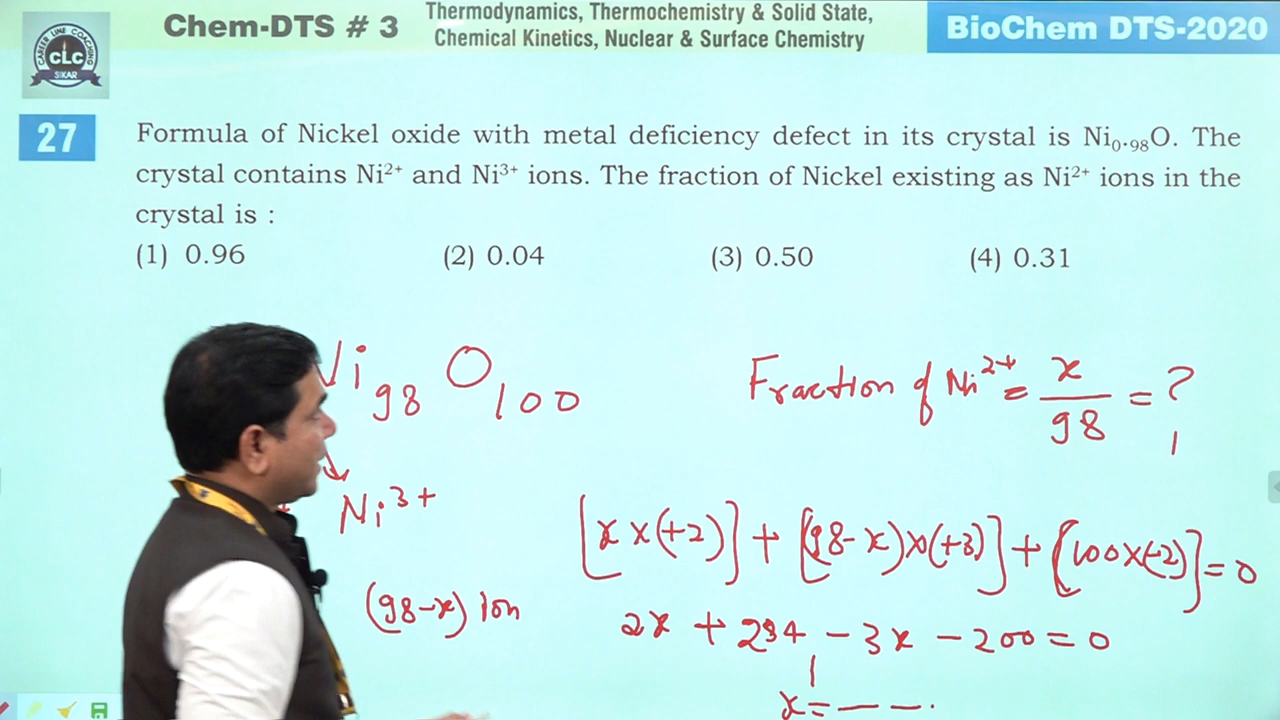 Chem-DTS # 3
Thermodynamics, Thermochemistry & Solid State,
Chemical Kinetics, Nuclear & Surface Chemistry
BioChem DTS-2020
CAREER LINE COACHING
CLC
SIKAR
27
Formula of Nickel oxide with metal deficiency defect in its crystal is Ni₀.₉₈O. The
crystal contains Ni²⁺ and Ni³⁺ ions. The fraction of Nickel existing as Ni²⁺ ions in the
crystal is :
(1) 0.96 (2) 0.04 (3) 0.50 (4) 0.31
Ni₉₈ O₁₀₀
Ni³⁺
(98-x) Ion
Fraction of Ni²⁺ = x/98 = ?
[x×(+2)] + [(98-x)×(+3)] + [100×(-2)] = 0
2x + 294 - 3x - 200 = 0
x = — — .